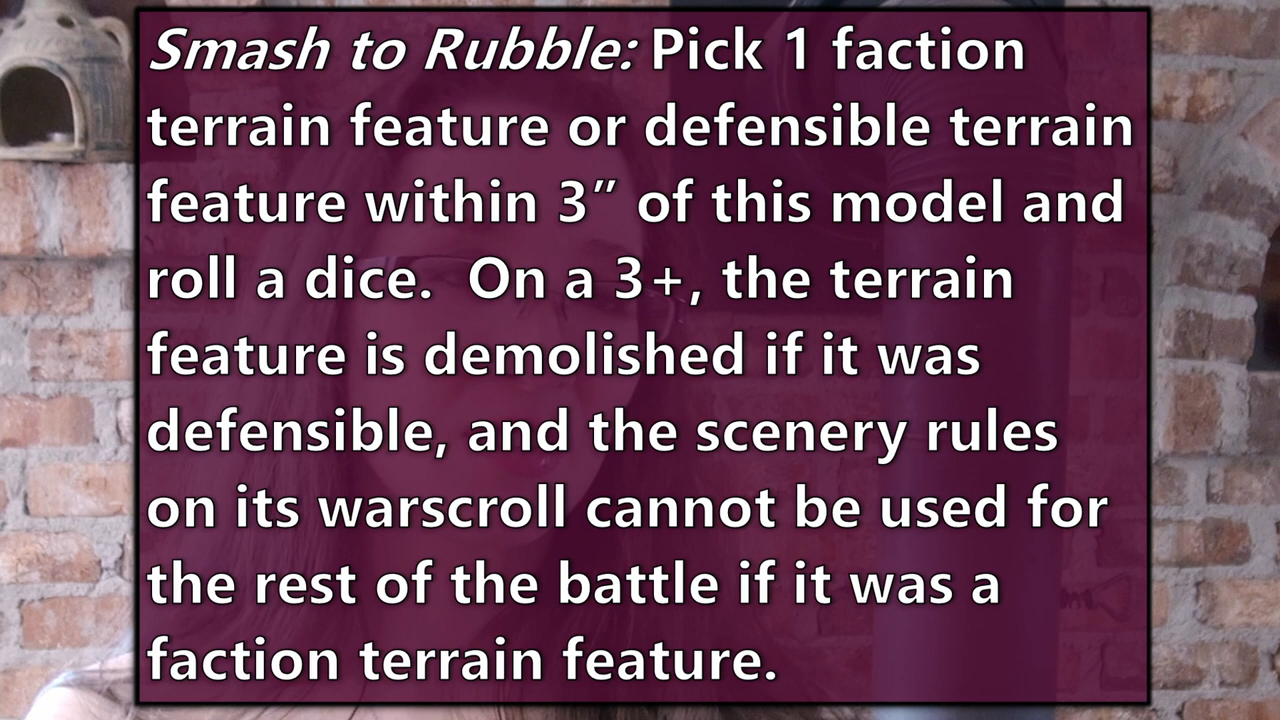 Smash to Rubble: Pick 1 faction
terrain feature or defensible terrain
feature within 3” of this model and
roll a dice.  On a 3+, the terrain
feature is demolished if it was
defensible, and the scenery rules
on its warscroll cannot be used for
the rest of the battle if it was a
faction terrain feature.